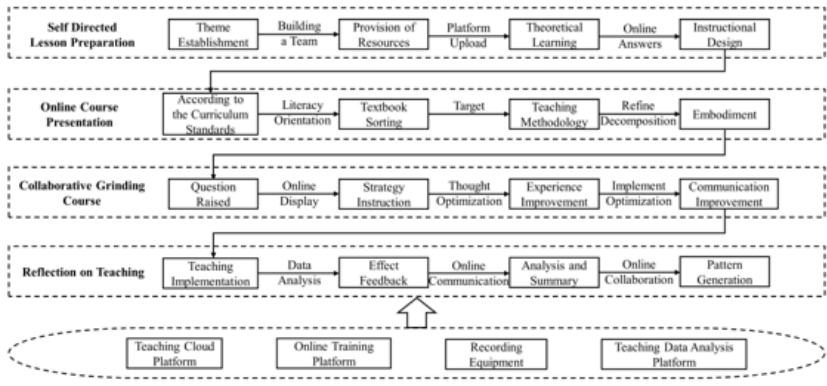 Self Directed
Lesson Preparation
Theme
Establishment
Building
a Team
Provision of
Resources
Platform
Upload
Theoretical
Learning
Online
Answers
Instructional
Design
Online Course
Presentation
According to
the Curriculum
Standards
Literacy
Orientation
Textbook
Sorting
Target
Teaching
Methodology
Refine
Decomposition
Embodiment
Collaborative Grinding
Course
Question
Raised
Online
Display
Strategy
Instruction
Thought
Optimization
Experience
Improvement
Implement
Optimization
Communication
Improvement
Reflection on Teaching
Teaching
Implementation
Data
Analysis
Effect
Feedback
Online
Communication
Analysis and
Summary
Online
Collaboration
Pattern
Generation
Teaching Cloud
Platform
Online Training
Platform
Recording
Equipment
Teaching Data Analysis
Platform